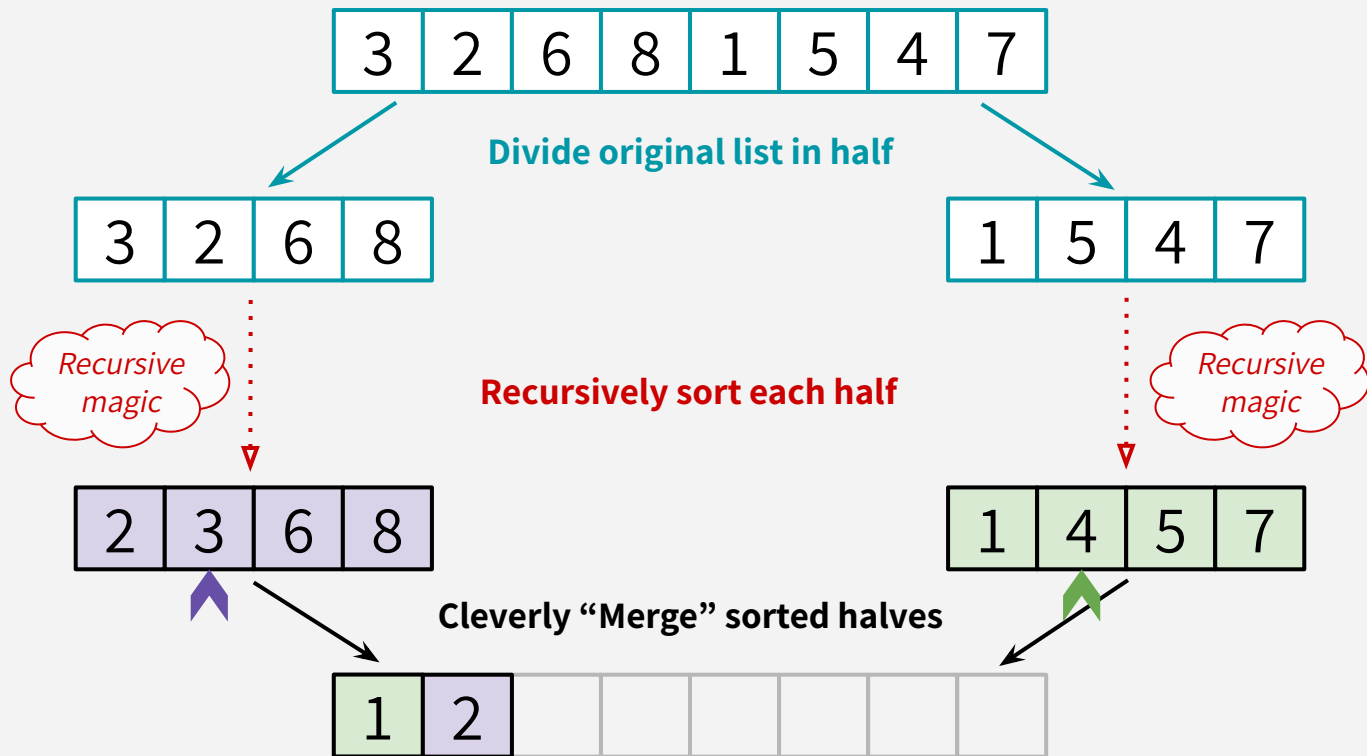 3 2 6 8 1 5 4 7
Divide original list in half
3 2 6 8
1 5 4 7
Recursive
magic
Recursively sort each half
Recursive
magic
2 3 6 8
1 4 5 7
Cleverly “Merge” sorted halves
1 2